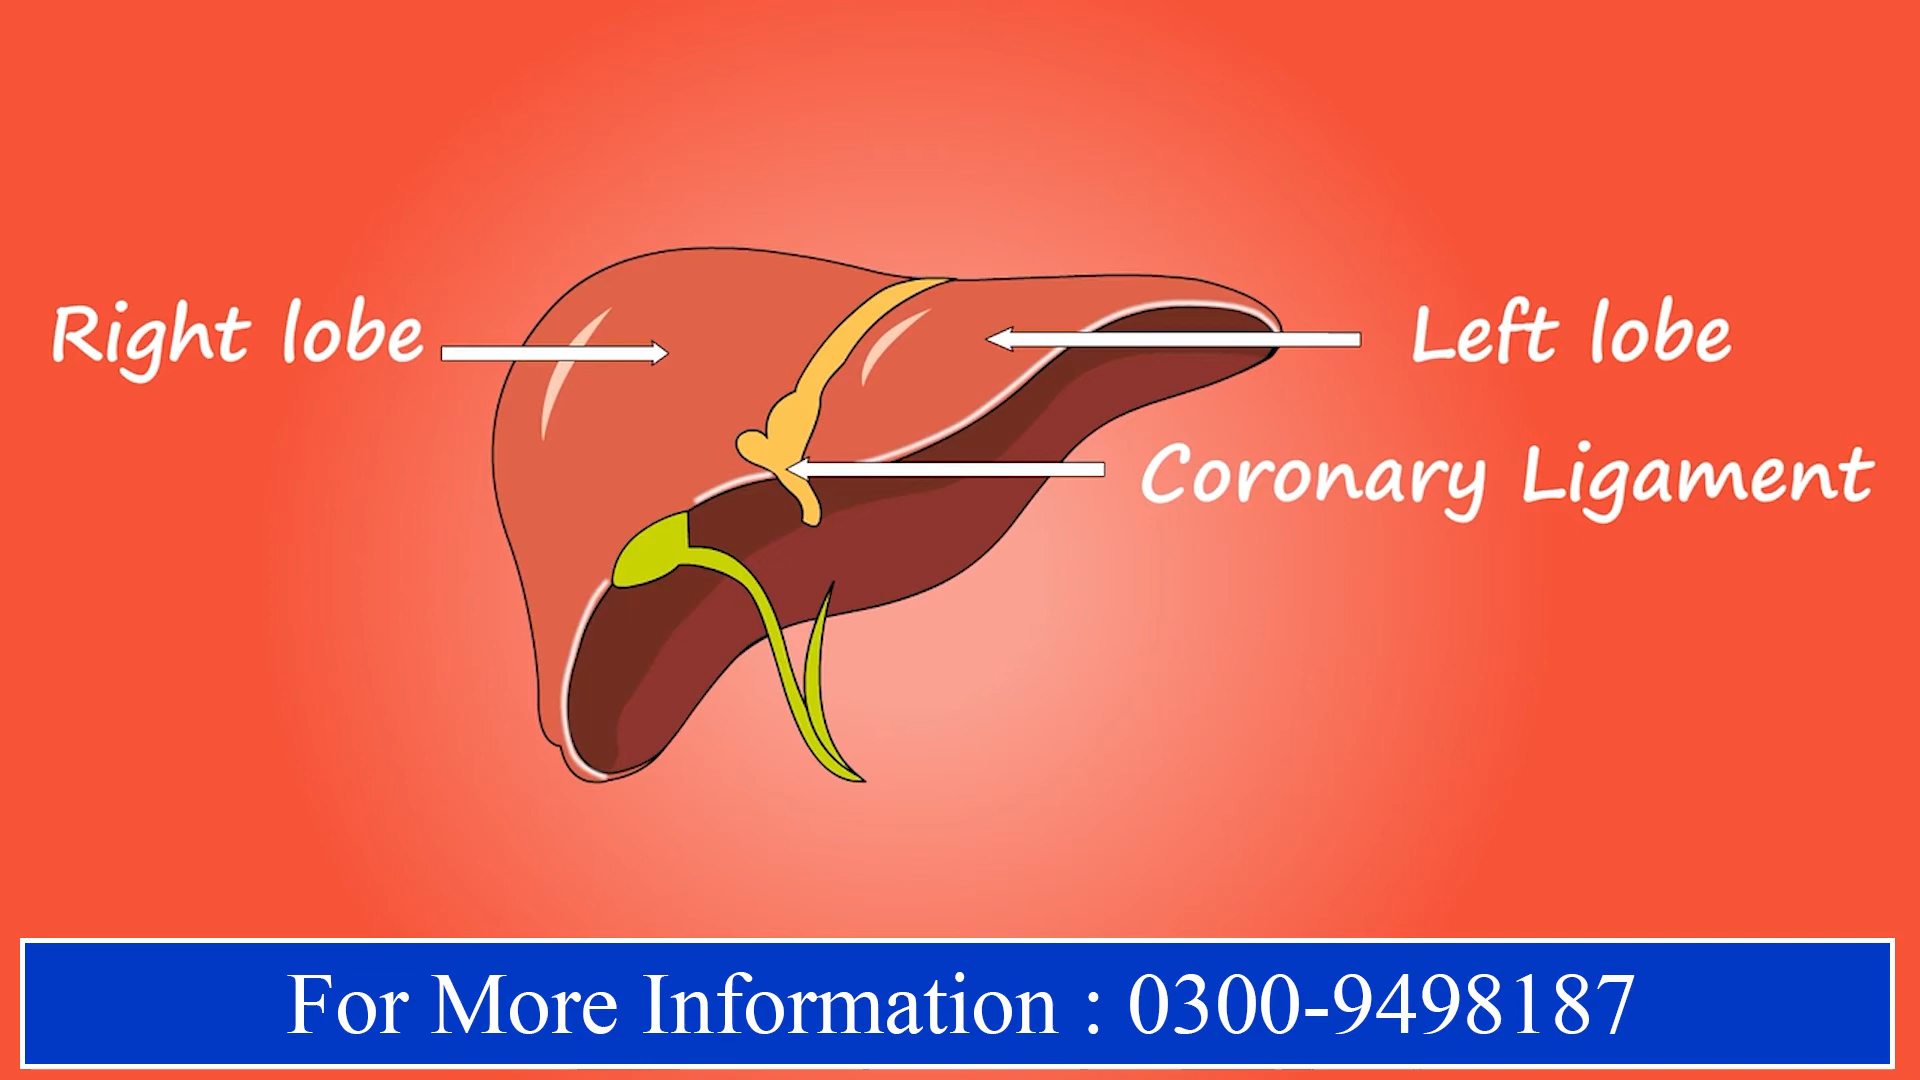 Right lobe
Left lobe
Coronary Ligament
For More Information : 0300-9498187